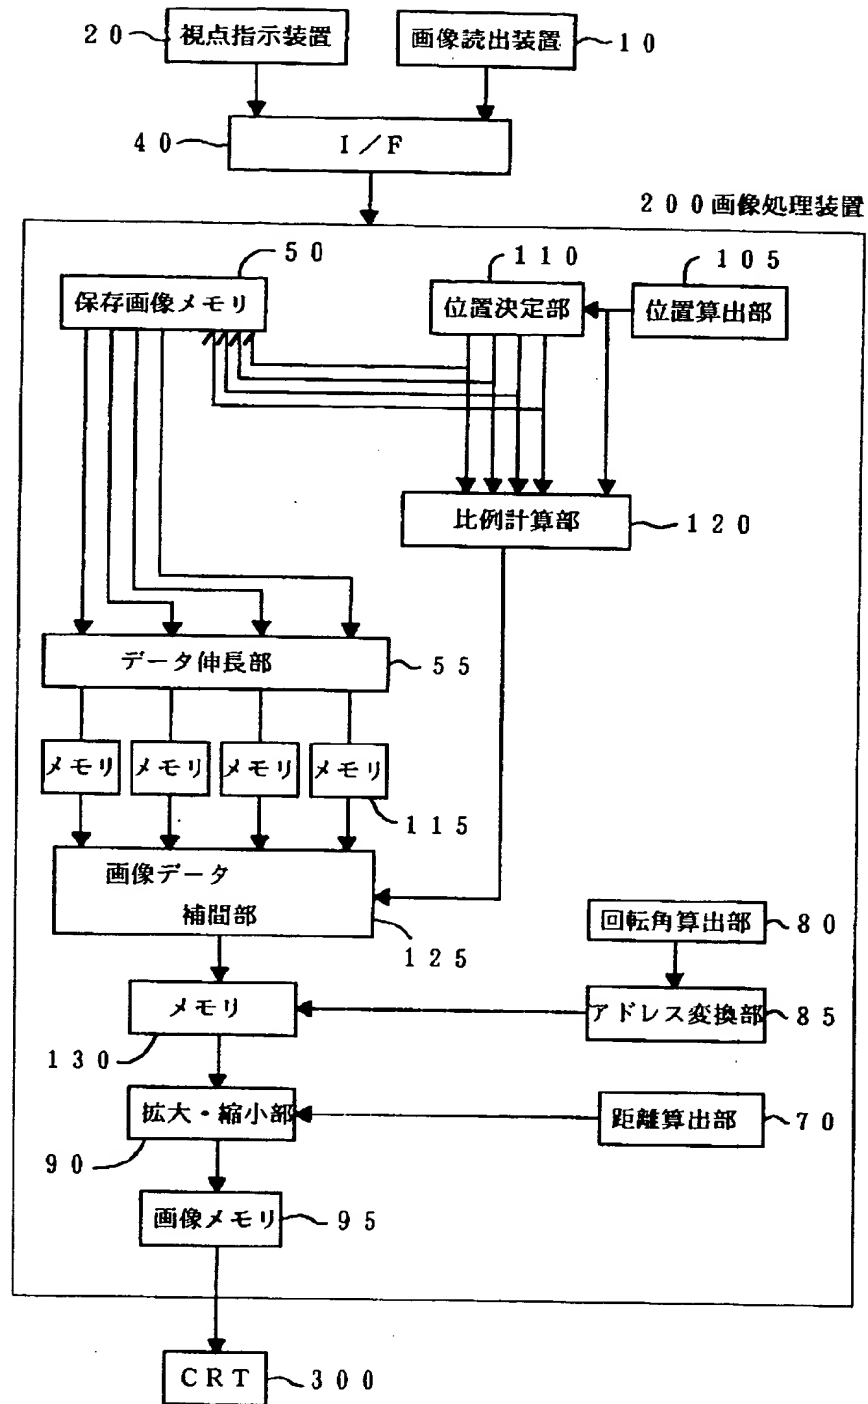 20 視点指示装置 画像読出装置 10
40 I/F
200画像処理装置
50 110 105
保存画像メモリ 位置決定部 位置算出部
比例計算部 120
データ伸長部 55
メモリ メモリ メモリ メモリ
115
画像データ
補間部
125
回転角算出部 80
メモリ アドレス変換部 85
130
拡大・縮小部 距離算出部 70
90
画像メモリ 95
CRT 300